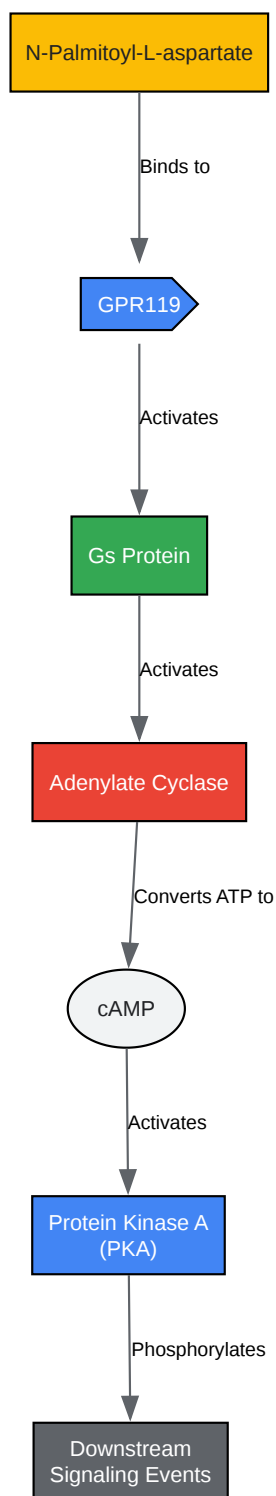 N-Palmitoyl-L-aspartate
Binds to
GPR119
Activates
Gs Protein
Activates
Adenylate Cyclase
Converts ATP to
cAMP
Activates
Protein Kinase A
(PKA)
Phosphorylates
Downstream
Signaling Events